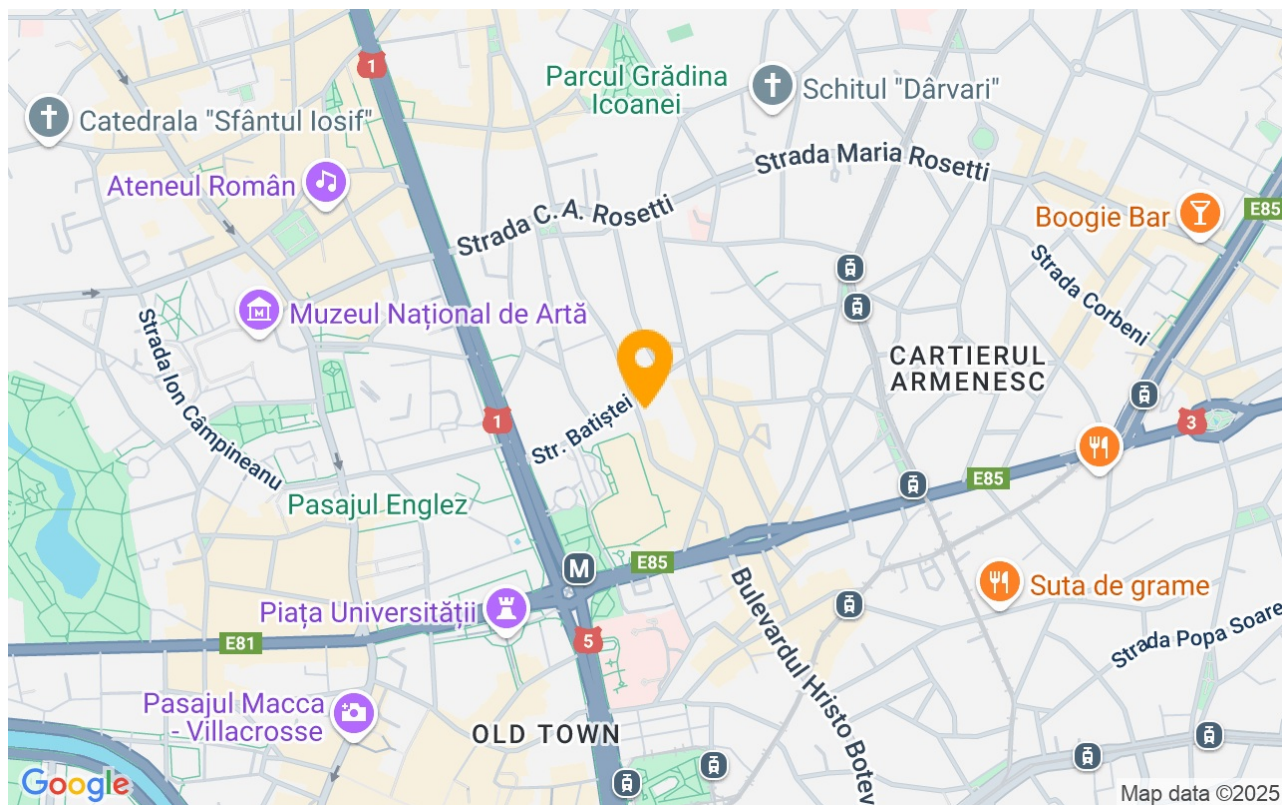 1
Parcul Grădina
Icoanei
Schitul "Dârvari"
Catedrala "Sfântul Iosif"
Strada Maria Rosetti
Ateneul Român
Strada C. A. Rosetti
Boogie Bar
E85
Strada Corbeni
Muzeul Național de Artă
Strada Ion Câmpineanu
CARTIERUL
ARMENESC
Str. Batiștei
1
3
E85
Pasajul Englez
M
E85
Suta de grame
Piața Universității
Bulevardul Hristo Botev
Strada Popa Soare
E81
5
Pasajul Macca
- Villacrosse
OLD TOWN
Google
Map data ©2025